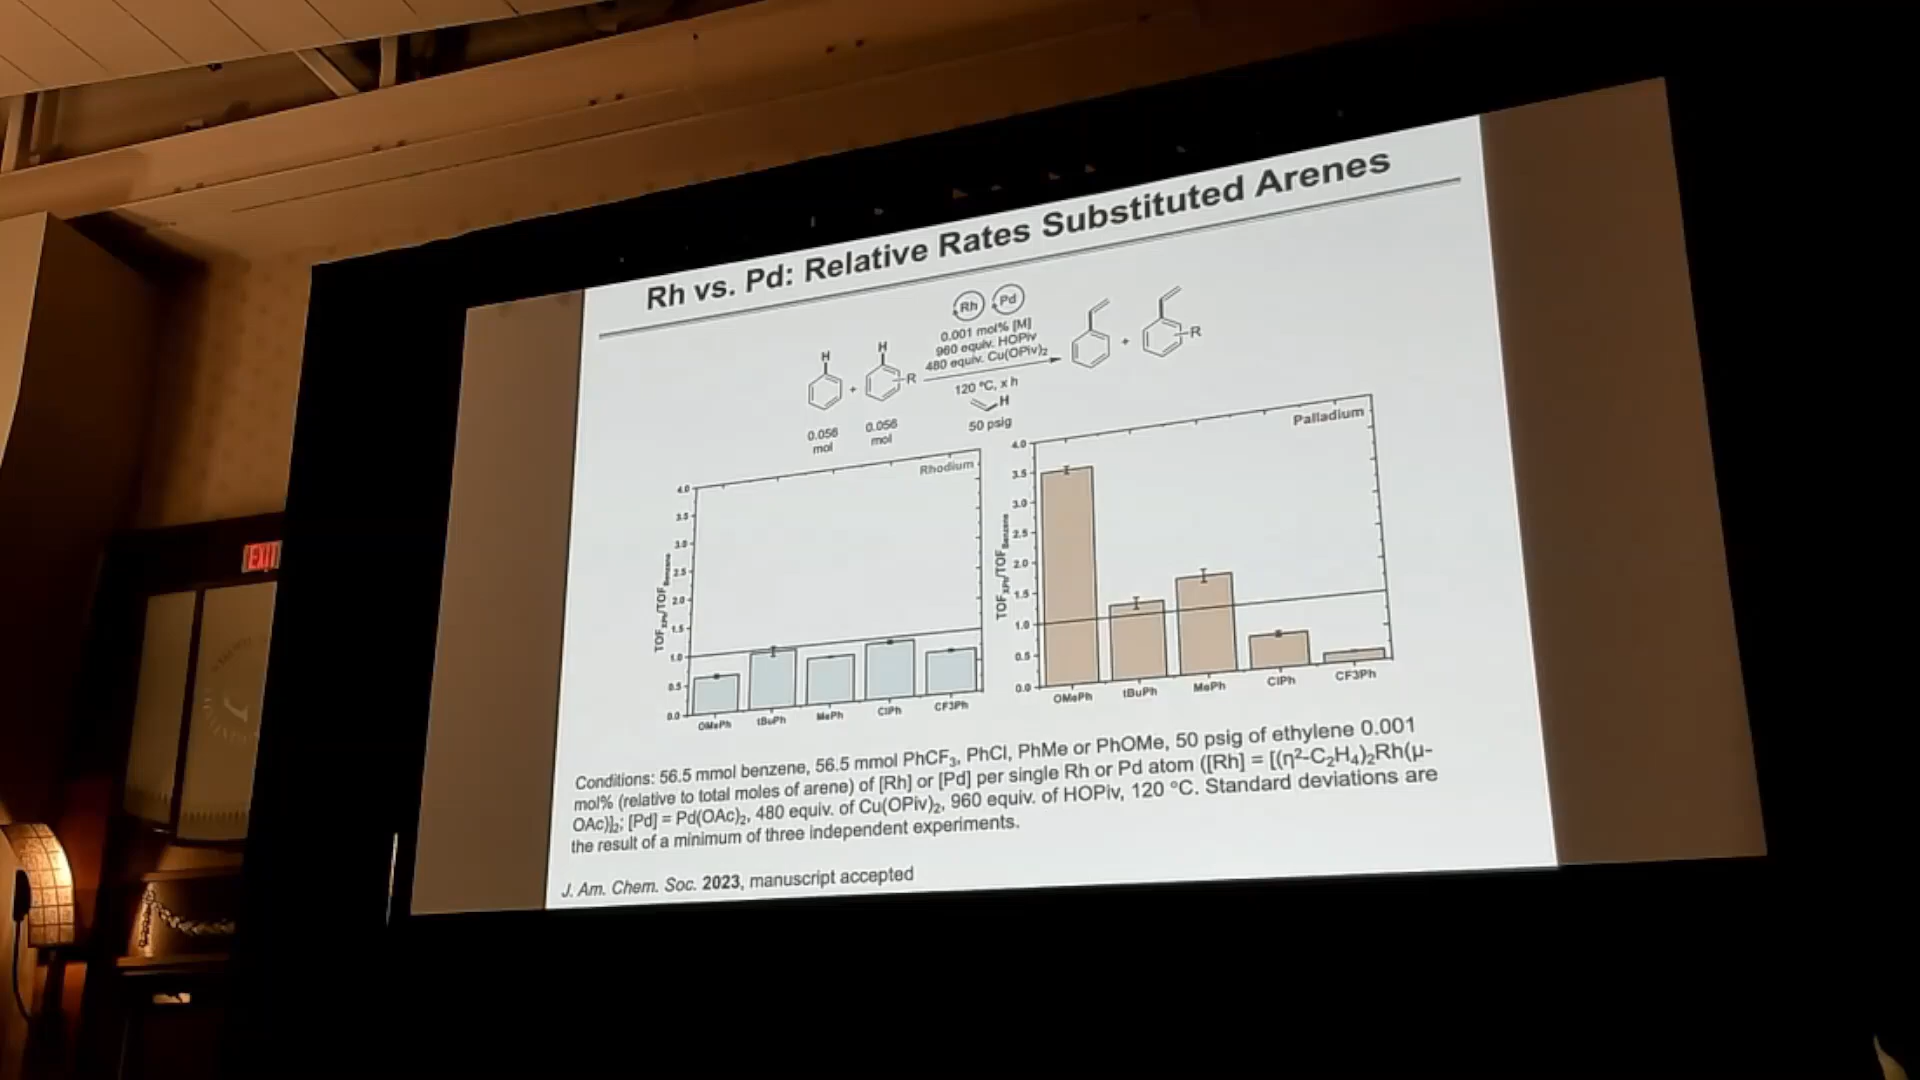 Rh vs. Pd: Relative Rates Substituted Arenes
Rh Pd
0.001 mol% [M]
960 equiv. HOPiv
480 equiv. Cu(OPiv)₂
120 °C, x h
H
50 psig
H
+
H
R
0.056
mol
0.056
mol
+
R
Rhodium
4.0
3.5
3.0
2.5
2.0
1.5
1.0
0.5
0.0
TOF XPh/TOF Benzene
OMePh tBuPh MePh ClPh CF3Ph
Palladium
4.0
3.5
3.0
2.5
2.0
1.5
1.0
0.5
0.0
TOF XPh/TOF Benzene
OMePh tBuPh MePh ClPh CF3Ph
Conditions: 56.5 mmol benzene, 56.5 mmol PhCF₃, PhCl, PhMe or PhOMe, 50 psig of ethylene 0.001
mol% (relative to total moles of arene) of [Rh] or [Pd] per single Rh or Pd atom ([Rh] = [(η²-C₂H₄)₂Rh(μ-
OAc)]₂; [Pd] = Pd(OAc)₂, 480 equiv. of Cu(OPiv)₂, 960 equiv. of HOPiv, 120 °C. Standard deviations are
the result of a minimum of three independent experiments.
J. Am. Chem. Soc. 2023, manuscript accepted
EXIT